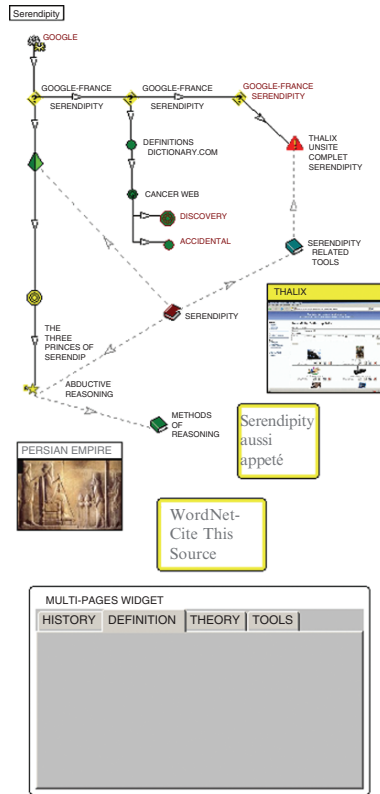 Serendipity
GOOGLE
GOOGLE-FRANCE
SERENDIPITY
GOOGLE-FRANCE
SERENDIPITY
GOOGLE-FRANCE
SERENDIPITY
DEFINITIONS
DICTIONARY.COM
THALIX
UNSITE
COMPLET
SERENDIPITY
CANCER WEB
DISCOVERY
ACCIDENTAL
SERENDIPITY
RELATED
TOOLS
SERENDIPITY
THALIX
THE
THREE
PRINCES OF
SERENDIP
ABDUCTIVE
REASONING
METHODS
OF
REASONING
Serendipity
aussi
appeté
PERSIAN EMPIRE
WordNet-
Cite This
Source
MULTI-PAGES WIDGET
HISTORY DEFINITION THEORY TOOLS